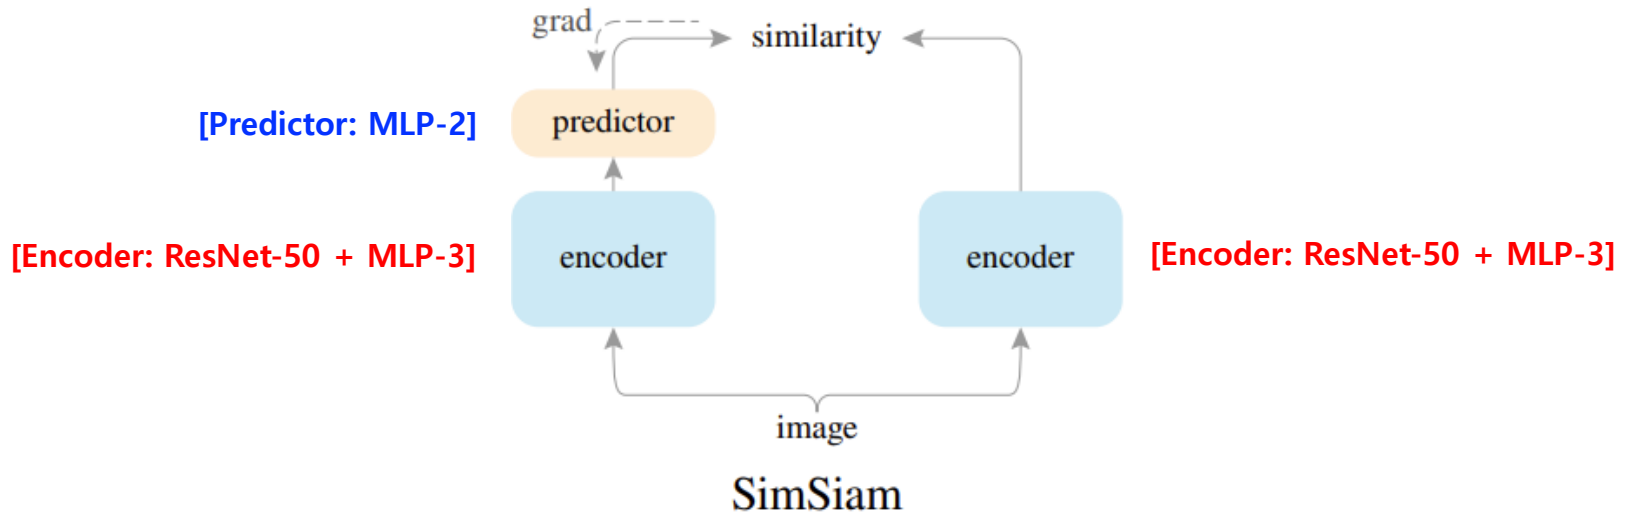 grad
similarity
[Predictor: MLP-2]
predictor
[Encoder: ResNet-50 + MLP-3]
encoder
encoder
[Encoder: ResNet-50 + MLP-3]
image
SimSiam